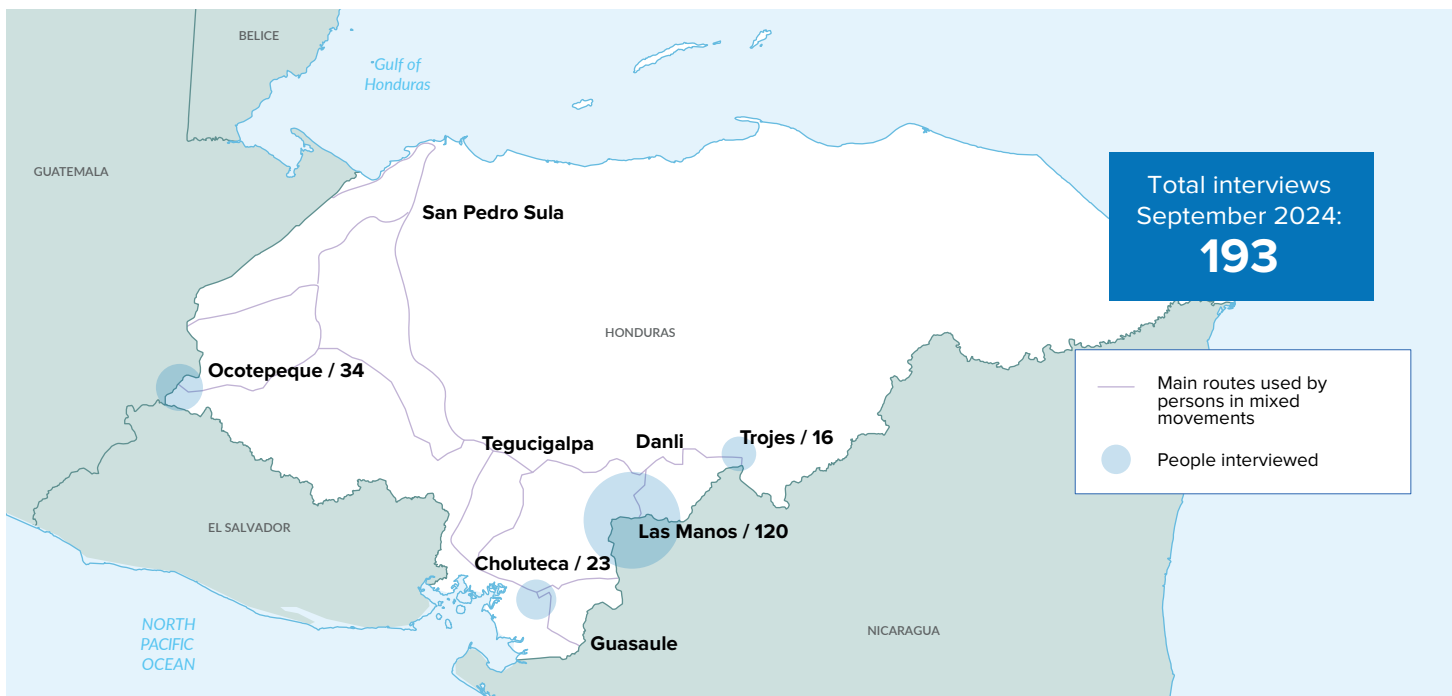 BELICE
Gulf of
Honduras
GUATEMALA
Total interviews
September 2024:
193
San Pedro Sula
HONDURAS
Main routes used by
persons in mixed
movements
People interviewed
Ocotepeque / 34
Tegucigalpa
Danli
Trojes / 16
EL SALVADOR
Las Manos / 120
Choluteca / 23
NORTH
PACIFIC
OCEAN
Guasaule
NICARAGUA